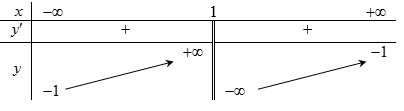 x −∞ 1 +∞
y′ + +
+∞ −1
y
−1 −∞